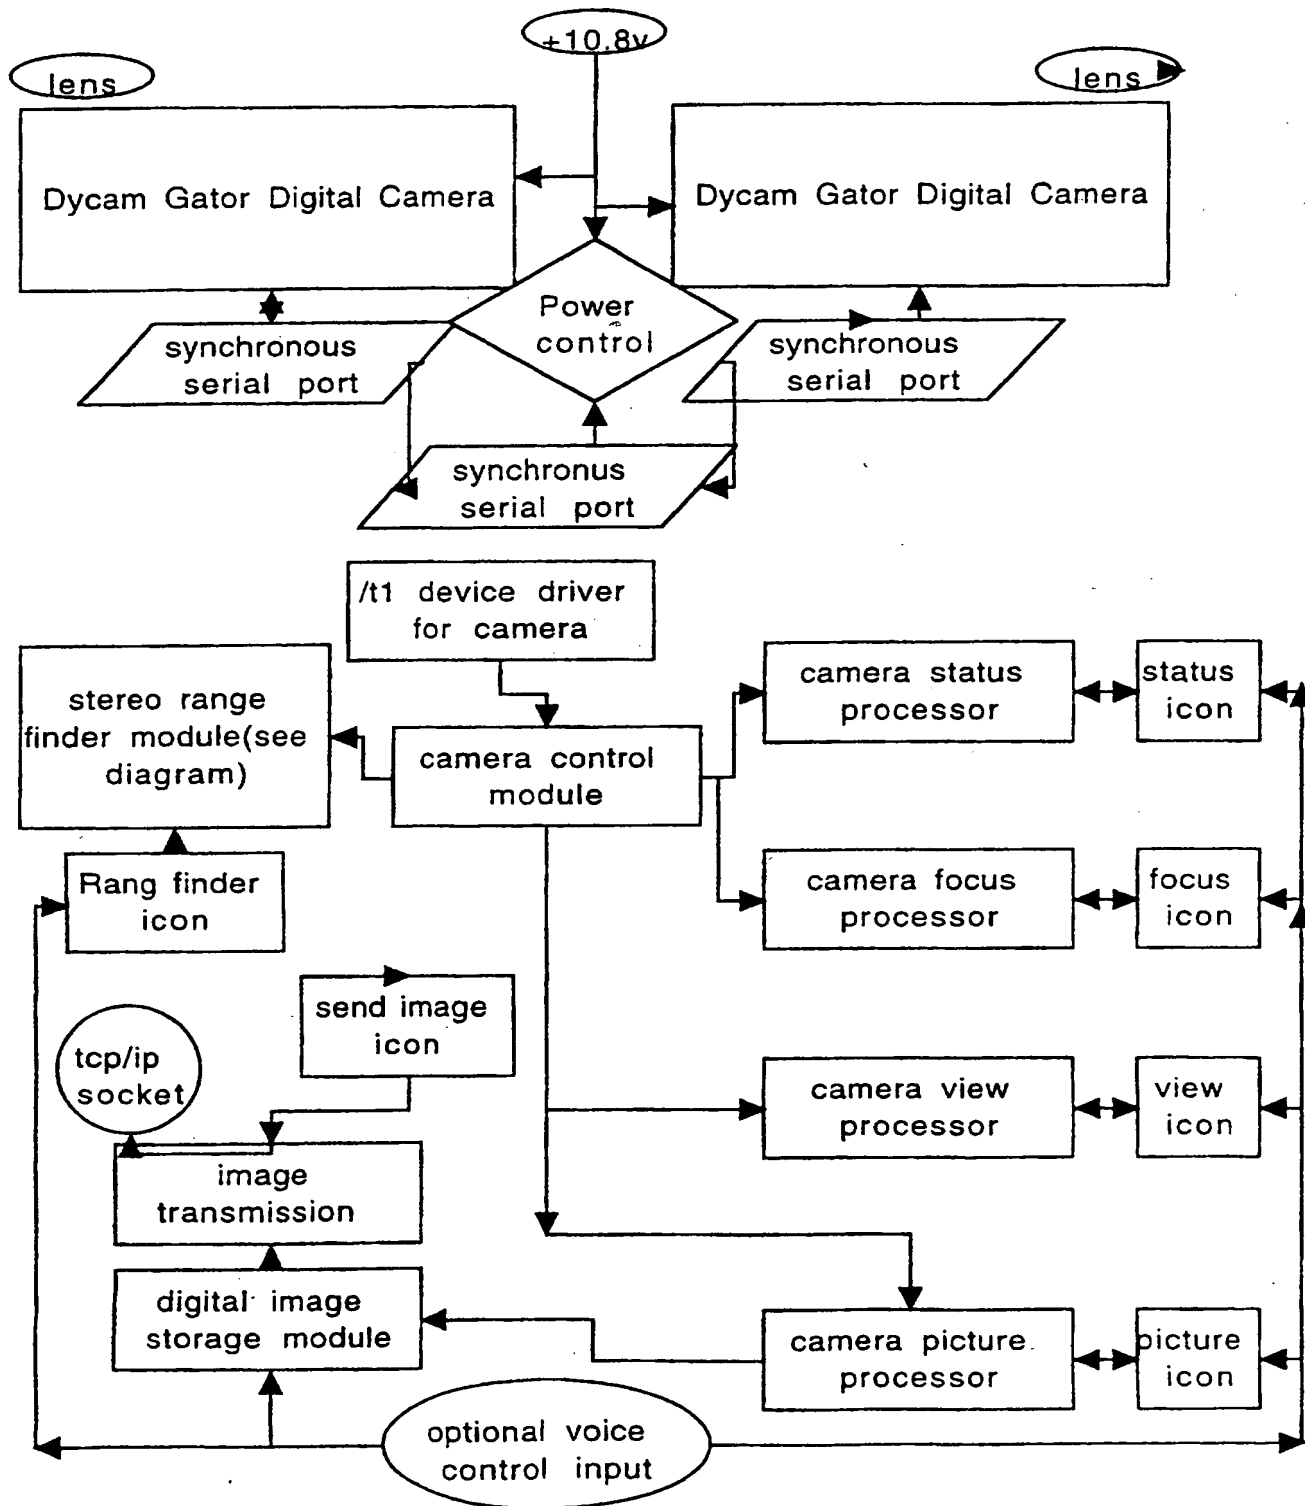 +10.8v
lens
lens
Dycam Gator Digital Camera
Dycam Gator Digital Camera
Power
control
synchronous
serial port
synchronous
serial port
synchronus
serial port
/t1 device driver
for camera
stereo range
finder module(see
diagram)
camera control
module
camera status
processor
status
icon
Rang finder
icon
camera focus
processor
focus
icon
send image
icon
tcp/ip
socket
camera view
processor
view
icon
image
transmission
digital image
storage module
camera picture
processor
picture
icon
optional voice
control input